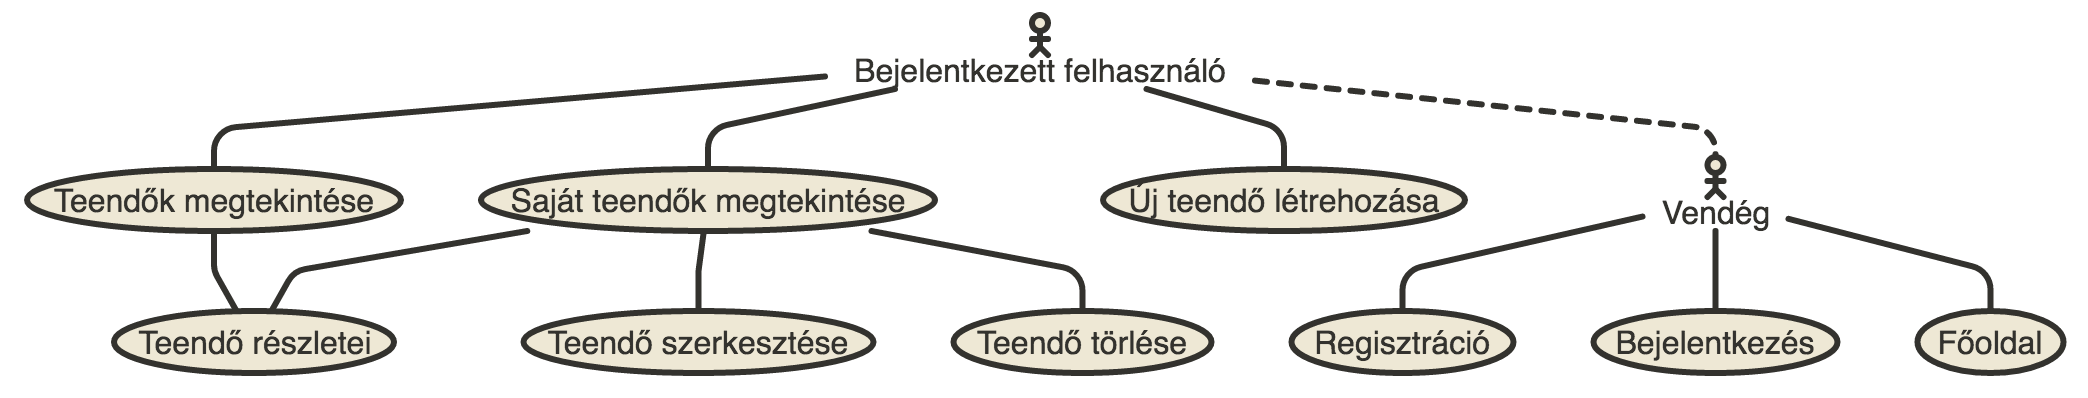 Bejelentkezett felhasználó
Teendők megtekintése
Saját teendők megtekintése
Új teendő létrehozása
Vendég
Teendő részletei
Teendő szerkesztése
Teendő törlése
Regisztráció
Bejelentkezés
Főoldal